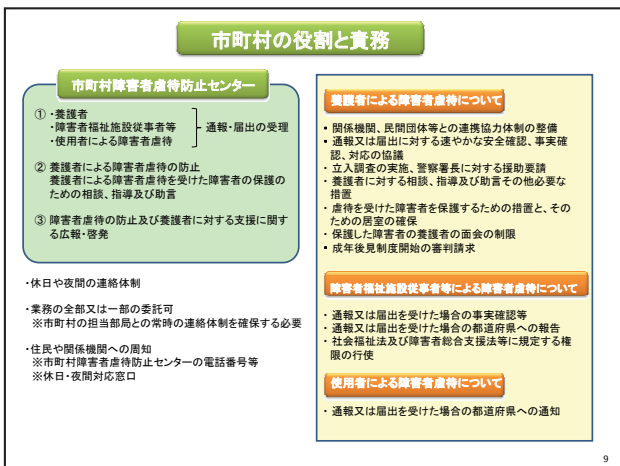 市町村の役割と責務
市町村障害者虐待防止センター
① ・養護者
・障害者福祉施設従事者等
・使用者による障害者虐待
通報・届出の受理
② 養護者による障害者虐待の防止
養護者による障害者虐待を受けた障害者の保護の
ための相談、指導及び助言
③ 障害者虐待の防止及び養護者に対する支援に関す
る広報・啓発
・休日や夜間の連絡体制
・業務の全部又は一部の委託可
※市町村の担当部局との常時の連絡体制を確保する必要
・住民や関係機関への周知
※市町村障害者虐待防止センターの電話番号等
※休日・夜間対応窓口
養護者による障害者虐待について
・ 関係機関、民間団体等との連携協力体制の整備
・ 通報又は届出に対する速やかな安全確認、事実確
認、対応の協議
・ 立入調査の実施、警察署長に対する援助要請
・ 養護者に対する相談、指導及び助言その他必要な
措置
・ 虐待を受けた障害者を保護するための措置と、その
ための居室の確保
・ 保護した障害者の養護者の面会の制限
・ 成年後見制度開始の審判請求
障害者福祉施設従事者等による障害者虐待について
・ 通報又は届出を受けた場合の事実確認等
・ 通報又は届出を受けた場合の都道府県への報告
・ 社会福祉法及び障害者総合支援法等に規定する権
限の行使
使用者による障害者虐待について
・ 通報又は届出を受けた場合の都道府県への通知
9